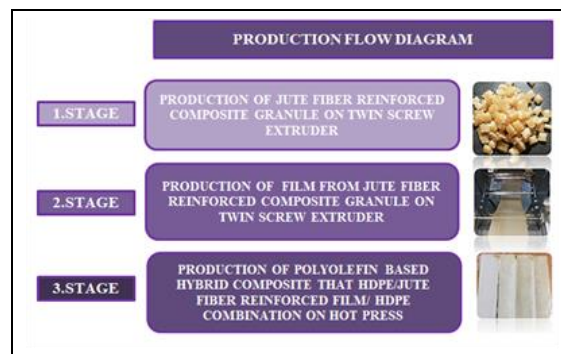 PRODUCTION FLOW DIAGRAM
1.STAGE
PRODUCTION OF JUTE FIBER REINFORCED
COMPOSITE GRANULE ON TWIN SCREW
EXTRUDER
2.STAGE
PRODUCTION OF FILM FROM JUTE FIBER
REINFORCED COMPOSITE GRANULE ON
TWIN SCREW EXTRUDER
3.STAGE
PRODUCTION OF POLYOLEFIN BASED
HYBRID COMPOSITE THAT HDPE/JUTE
FIBER REINFORCED FILM/ HDPE
COMBINATION ON HOT PRESS